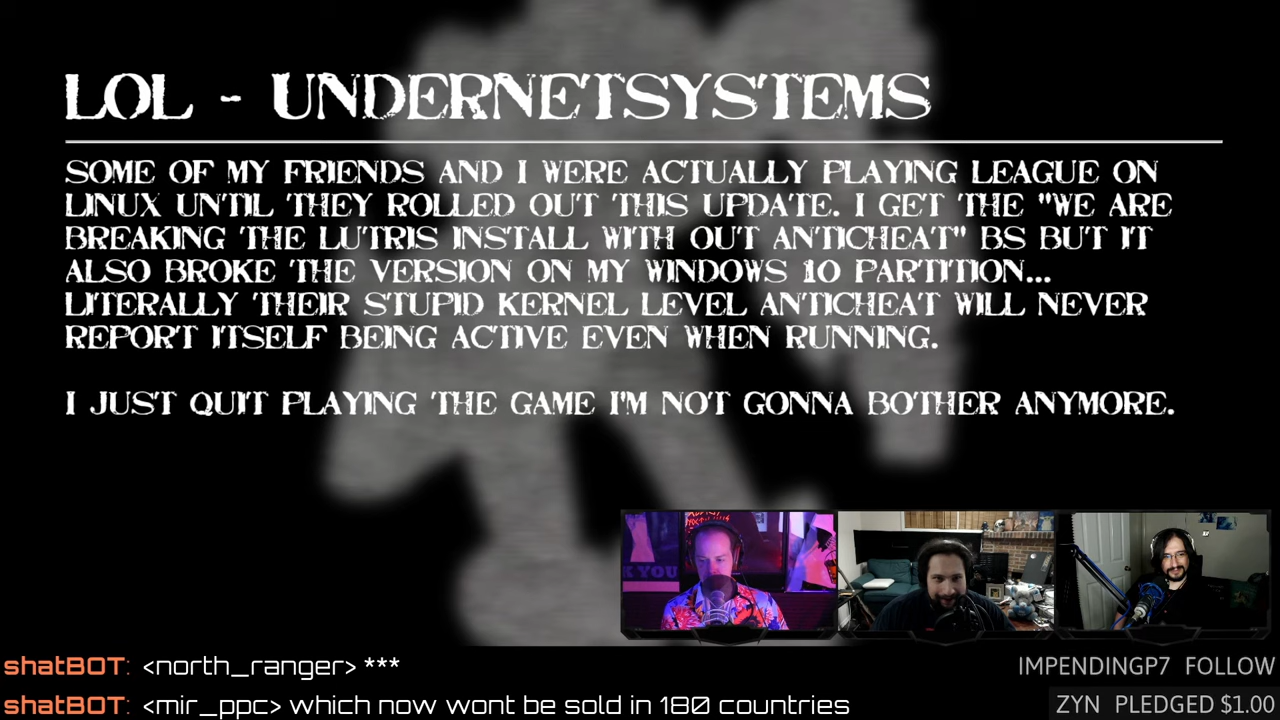 LOL - UNDERNETSYSTEMS
SOME OF MY FRIENDS AND I WERE ACTUALLY PLAYING LEAGUE ON
LINUX UNTIL THEY ROLLED OUT THIS UPDATE. I GET THE "WE ARE
BREAKING THE LUTRIS INSTALL WITH OUT ANTICHEAT" BS BUT IT
ALSO BROKE THE VERSION ON MY WINDOWS 10 PARTITION...
LITERALLY THEIR STUPID KERNEL LEVEL ANTICHEAT WILL NEVER
REPORT ITSELF BEING ACTIVE EVEN WHEN RUNNING.
I JUST QUIT PLAYING THE GAME I'M NOT GONNA BOTHER ANYMORE.
K YOU
shatBOT: <north_ranger> ***
IMPENDINGP7 FOLLOW
shatBOT: <mir_ppc> which now wont be sold in 180 countries
ZYN PLEDGED $1.00